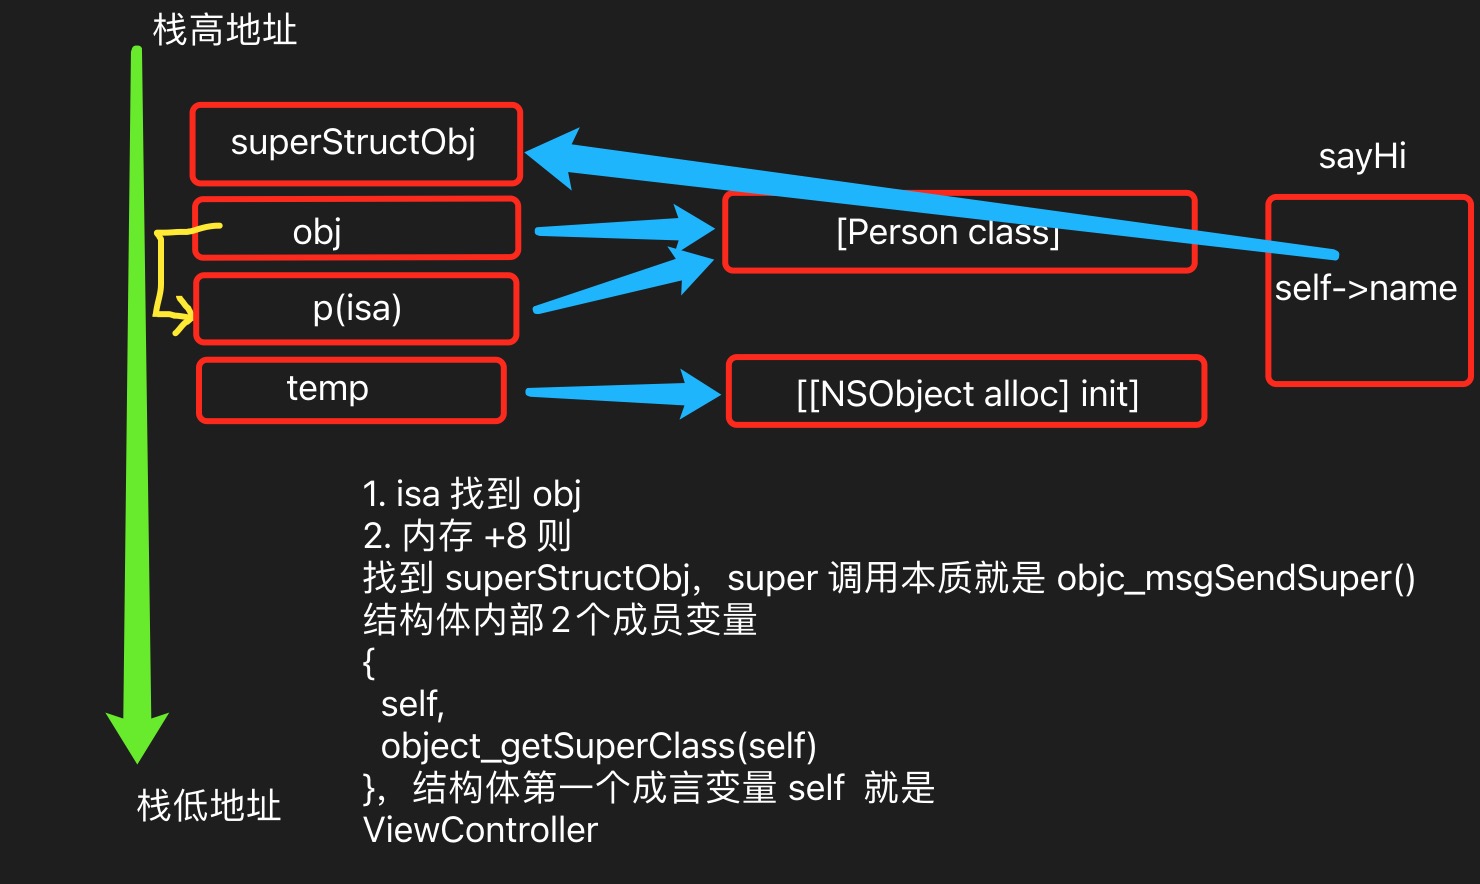 栈高地址
superStructObj
sayHi
obj
[Person class]
p(isa)
self->name
temp
[[NSObject alloc] init]
1. isa 找到 obj
2. 内存 +8 则
找到 superStructObj，super 调用本质就是 objc_msgSendSuper()
结构体内部2个成员变量
{
self,
object_getSuperClass(self)
}，结构体第一个成言变量 self 就是
ViewController
栈低地址